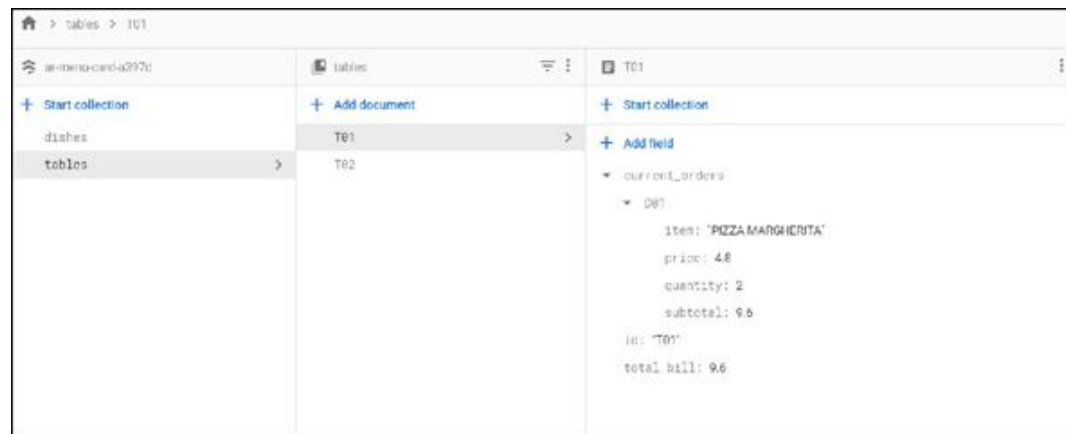 > tables > T01
ar-menu-card-a397d
+ Start collection
dishes
tables >
tables
+ Add document
T01 >
T02
T01
+ Start collection
+ Add field
current_orders
D01
item: "PIZZA MARGHERITA"
price: 4.8
quantity: 2
subtotal: 9.6
id: "T01"
total bill: 9.6